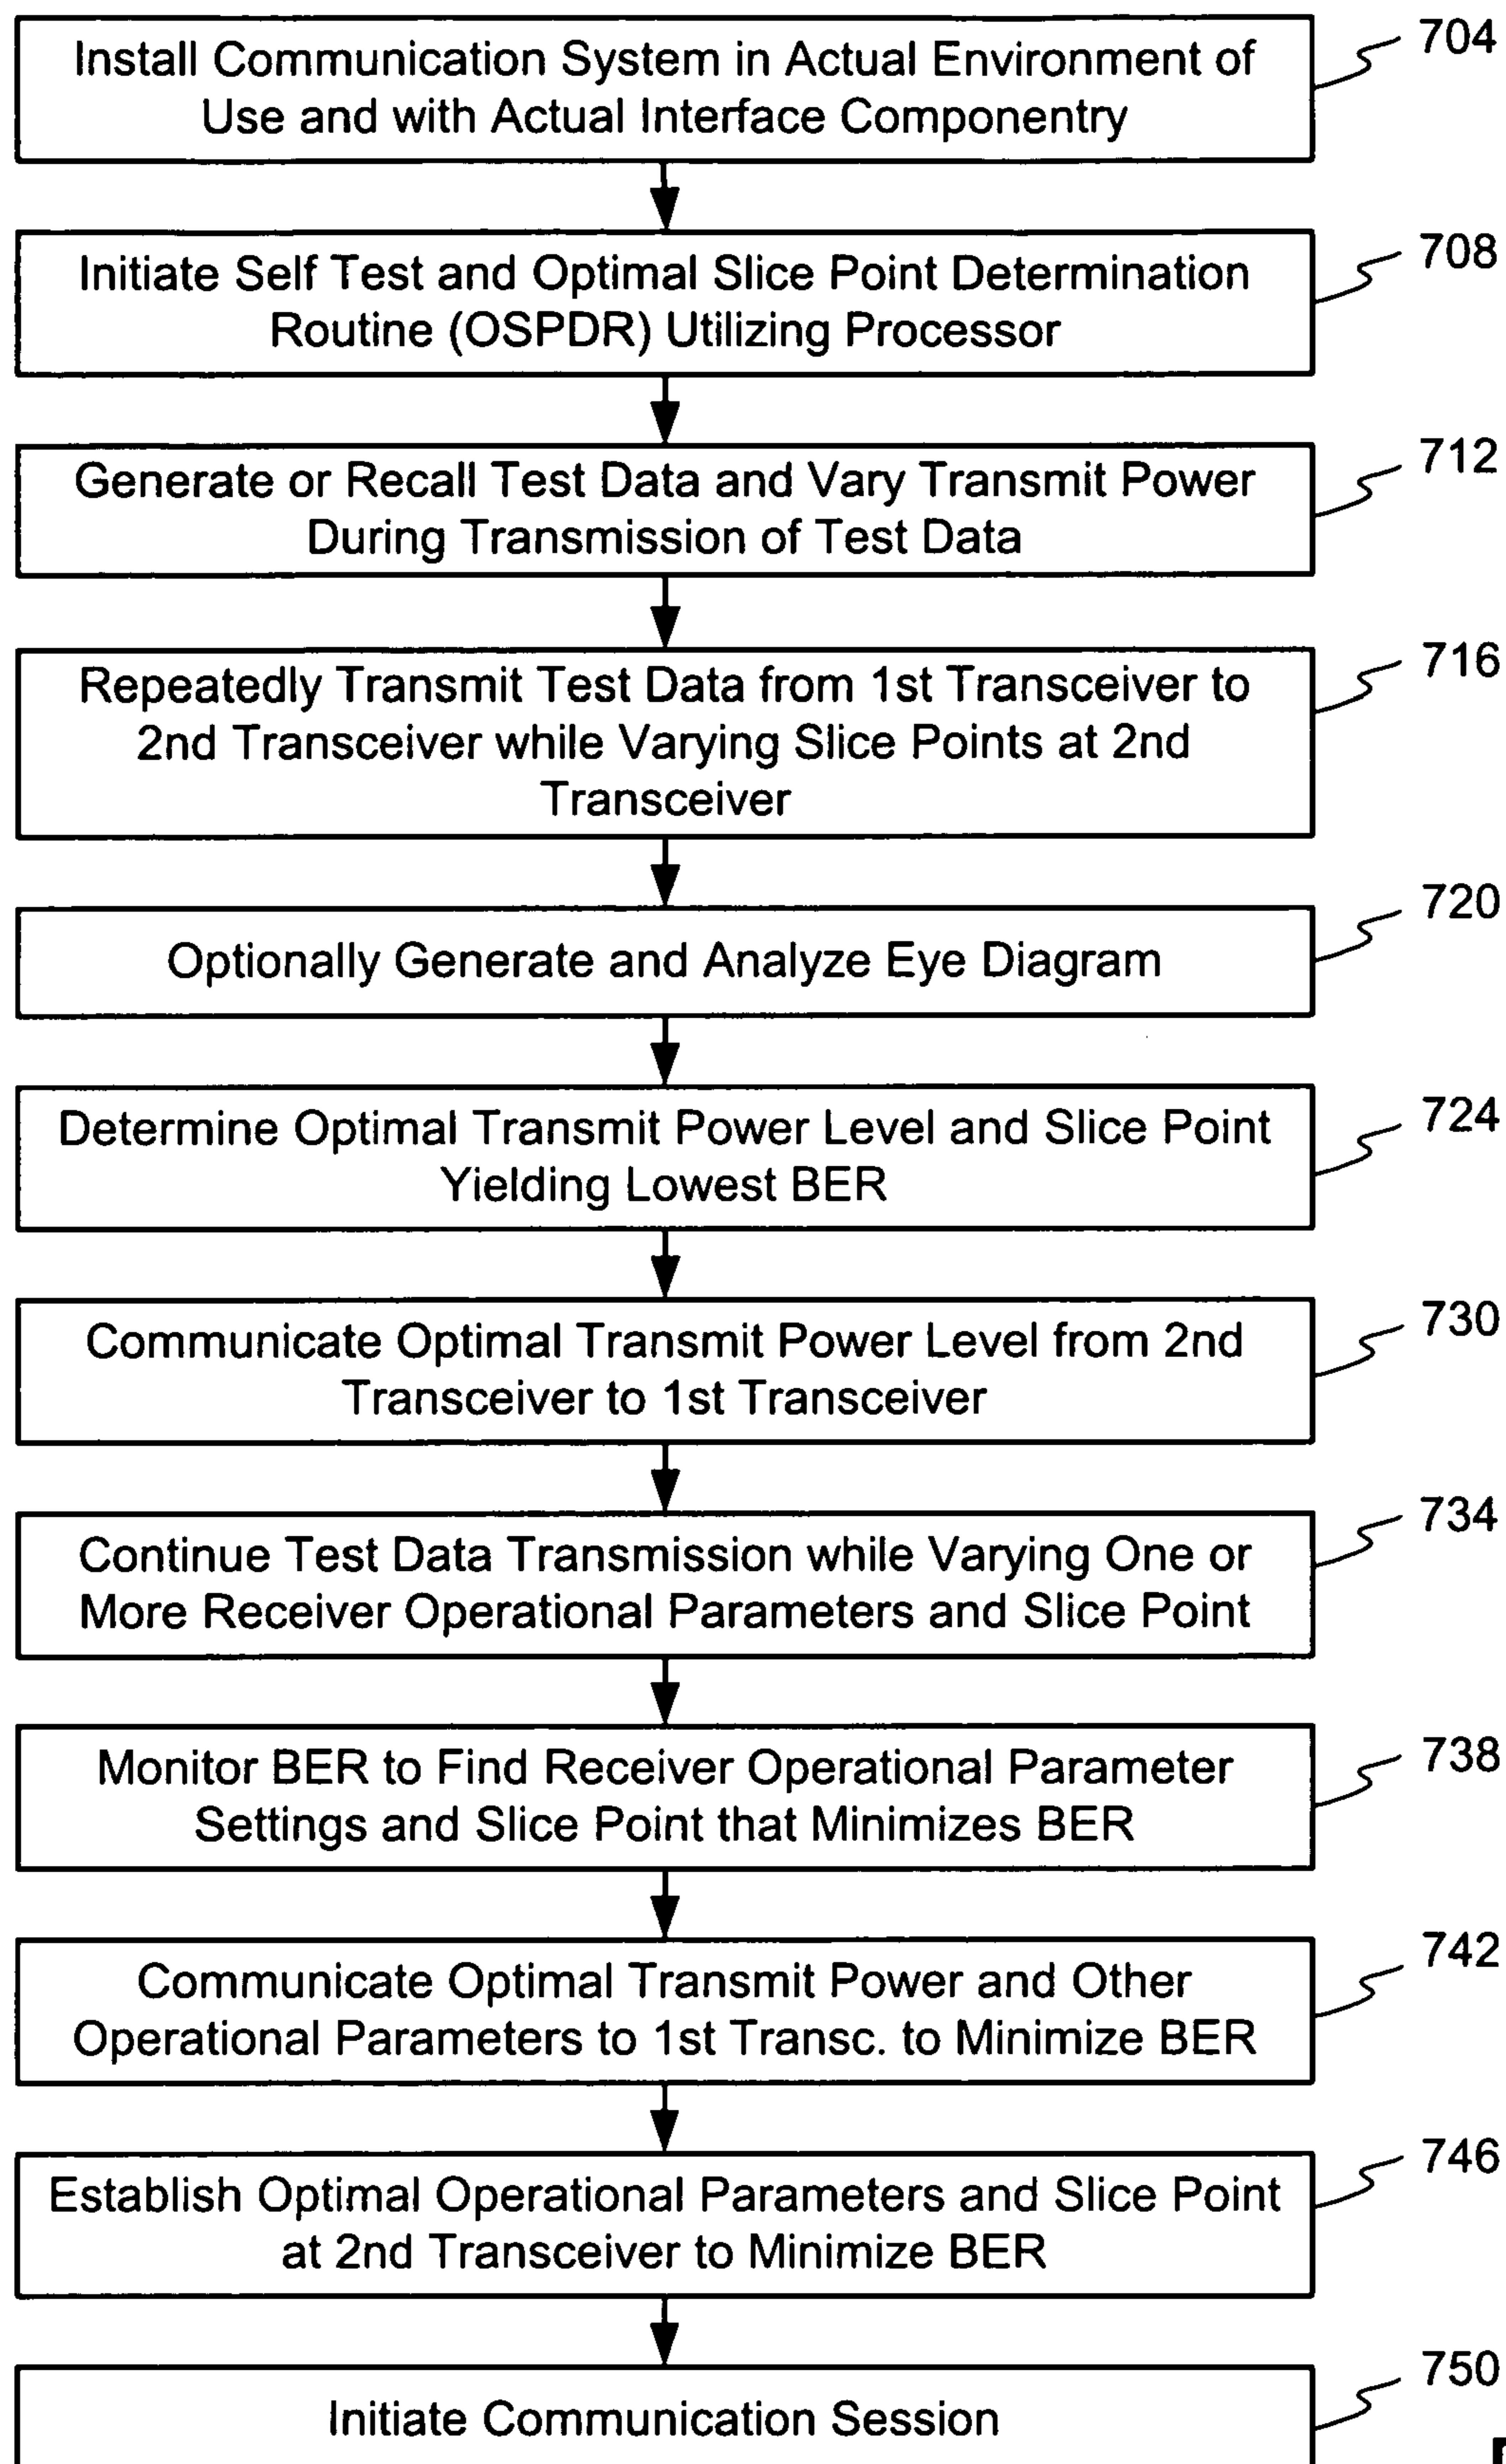 Install Communication System in Actual Environment of
Use and with Actual Interface Componentry
704
Initiate Self Test and Optimal Slice Point Determination
Routine (OSPDR) Utilizing Processor
708
Generate or Recall Test Data and Vary Transmit Power
During Transmission of Test Data
712
Repeatedly Transmit Test Data from 1st Transceiver to
2nd Transceiver while Varying Slice Points at 2nd
Transceiver
716
Optionally Generate and Analyze Eye Diagram
720
Determine Optimal Transmit Power Level and Slice Point
Yielding Lowest BER
724
Communicate Optimal Transmit Power Level from 2nd
Transceiver to 1st Transceiver
730
Continue Test Data Transmission while Varying One or
More Receiver Operational Parameters and Slice Point
734
Monitor BER to Find Receiver Operational Parameter
Settings and Slice Point that Minimizes BER
738
Communicate Optimal Transmit Power and Other
Operational Parameters to 1st Transc. to Minimize BER
742
Establish Optimal Operational Parameters and Slice Point
at 2nd Transceiver to Minimize BER
746
Initiate Communication Session
750